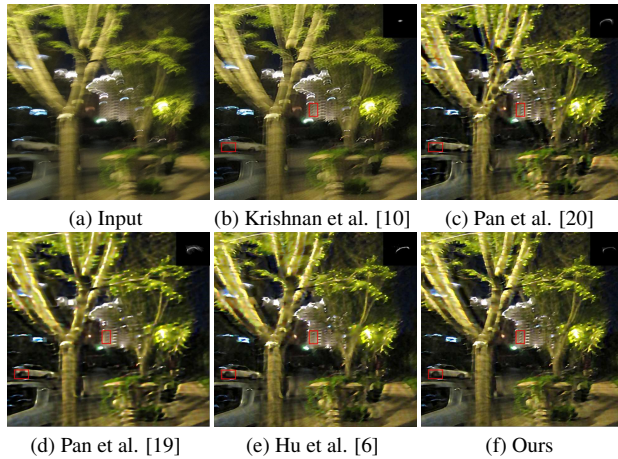 (a) Input
(b) Krishnan et al. [10]
(c) Pan et al. [20]
(d) Pan et al. [19]
(e) Hu et al. [6]
(f) Ours